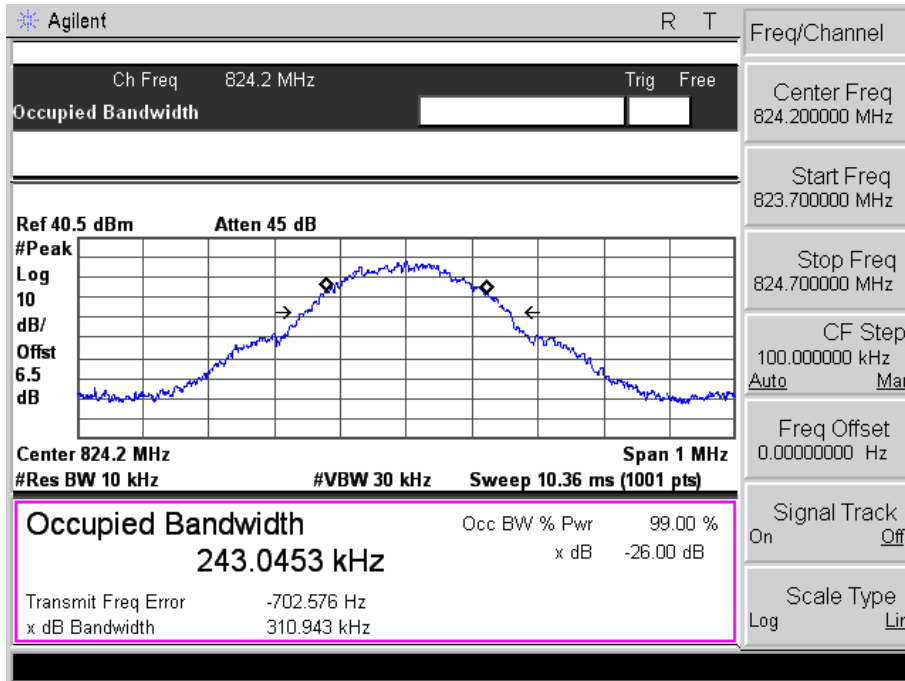 Agilent
R T
Ch Freq 824.2 MHz
Trig Free
Occupied Bandwidth
Ref 40.5 dBm
Atten 45 dB
#Peak
Log
10
dB/
Offst
6.5
dB
Center 824.2 MHz
Span 1 MHz
#Res BW 10 kHz
#VBW 30 kHz
Sweep 10.36 ms (1001 pts)
Occupied Bandwidth
243.0453 kHz
Occ BW % Pwr 99.00 %
x dB -26.00 dB
Transmit Freq Error -702.576 Hz
x dB Bandwidth 310.943 kHz
Freq/Channel
Center Freq
824.200000 MHz
Start Freq
823.700000 MHz
Stop Freq
824.700000 MHz
CF Step
100.000000 kHz
Auto Mar
Freq Offset
0.00000000 Hz
Signal Track
On Off
Scale Type
Log Lin